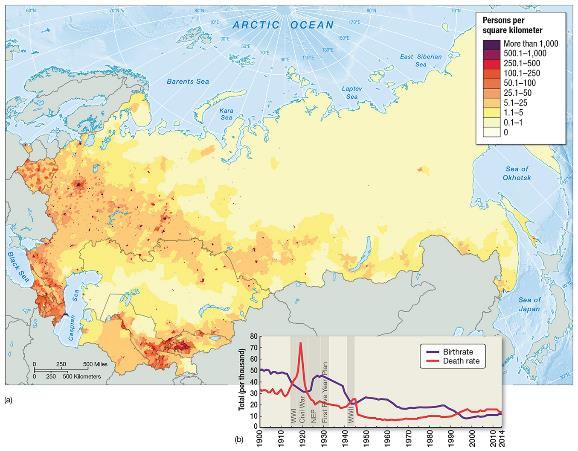 60°N
ARCTIC OCEAN
Barents Sea
Kara
Sea
Laptev
Sea
East Siberian
Sea
Sea of
Okhotsk
Sea of
Japan
Black Sea
Caspian Sea
Persons per
square kilometer
More than 1,000
500.1–1,000
250.1–500
100.1–250
50.1–100
25.1–50
5.1–25
1.1–5
0.1–1
0
0 250 500 Miles
0 250 500 Kilometers
(a)
(b)
Total (per thousand)
80
70
60
50
40
30
20
10
0
WWI
Civil War
NEP
First Five Year Plan
WWII
Birthrate
Death rate
1900
1910
1920
1930
1940
1950
1960
1970
1980
1990
2000
2010
2014